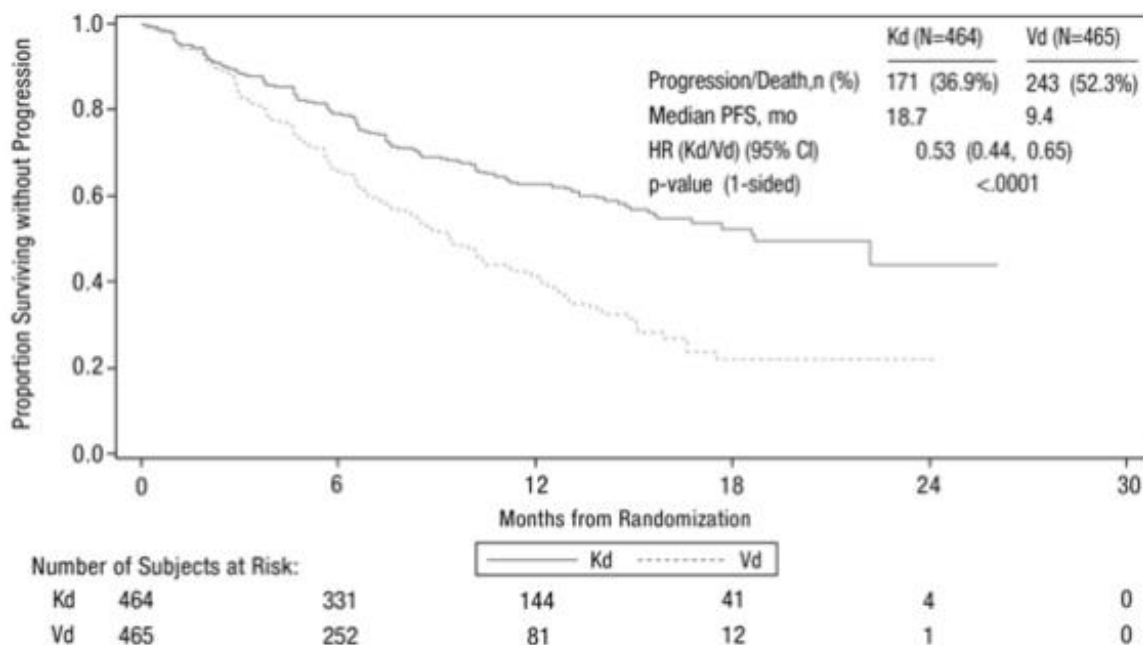 Kd (N=464) Vd (N=465)
Progression/Death,n (%) 171 (36.9%) 243 (52.3%)
Median PFS, mo 18.7 9.4
HR (Kd/Vd) (95% CI) 0.53 (0.44, 0.65)
p-value (1-sided) <.0001
Proportion Surviving without Progression
1.0
0.8
0.6
0.4
0.2
0.0
0 6 12 18 24 30
Months from Randomization
Kd Vd
Number of Subjects at Risk:
Kd 464 331 144 41 4 0
Vd 465 252 81 12 1 0